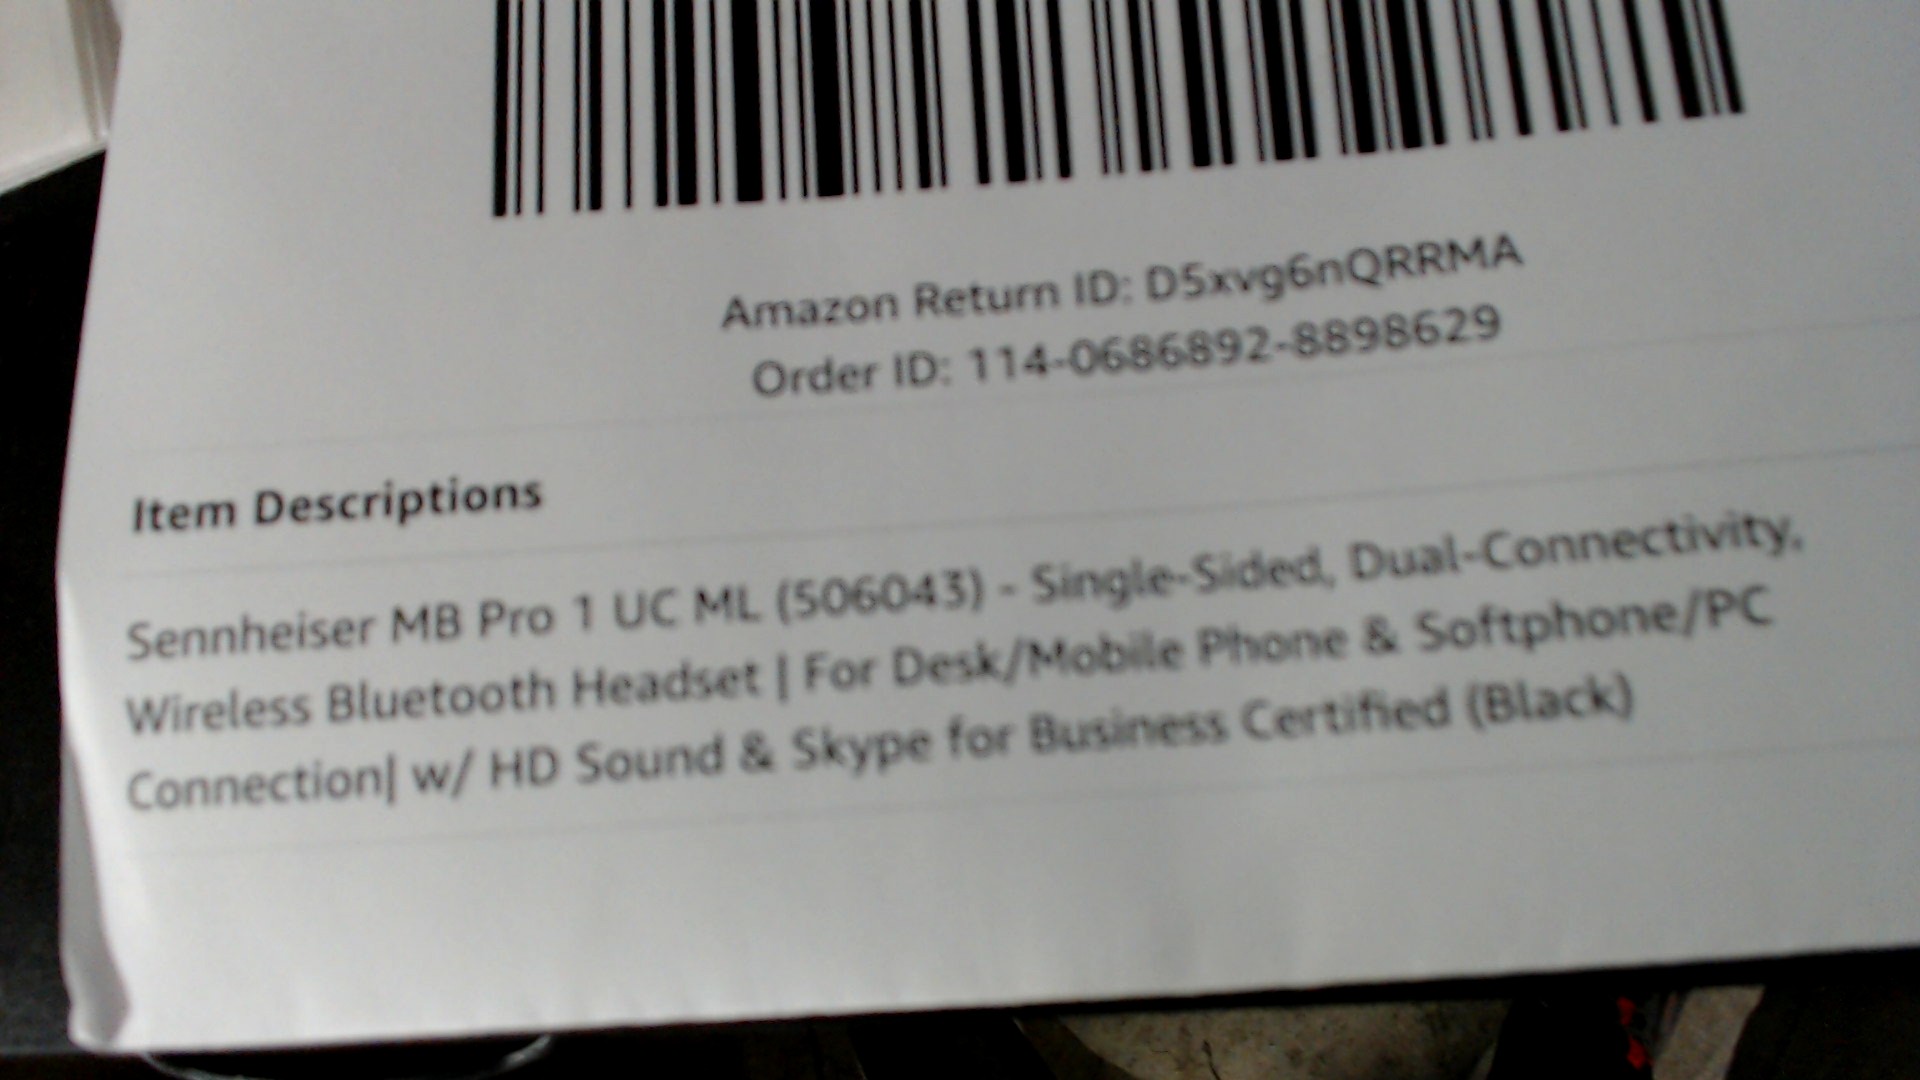 Amazon Return ID: D5xvg6nQRRMA
Order ID: 114-0686892-8898629
Item Descriptions
Sennheiser MB Pro 1 UC ML (506043) - Single-Sided, Dual-Connectivity,
Wireless Bluetooth Headset | For Desk/Mobile Phone & Softphone/PC
Connection| w/ HD Sound & Skype for Business Certified (Black)